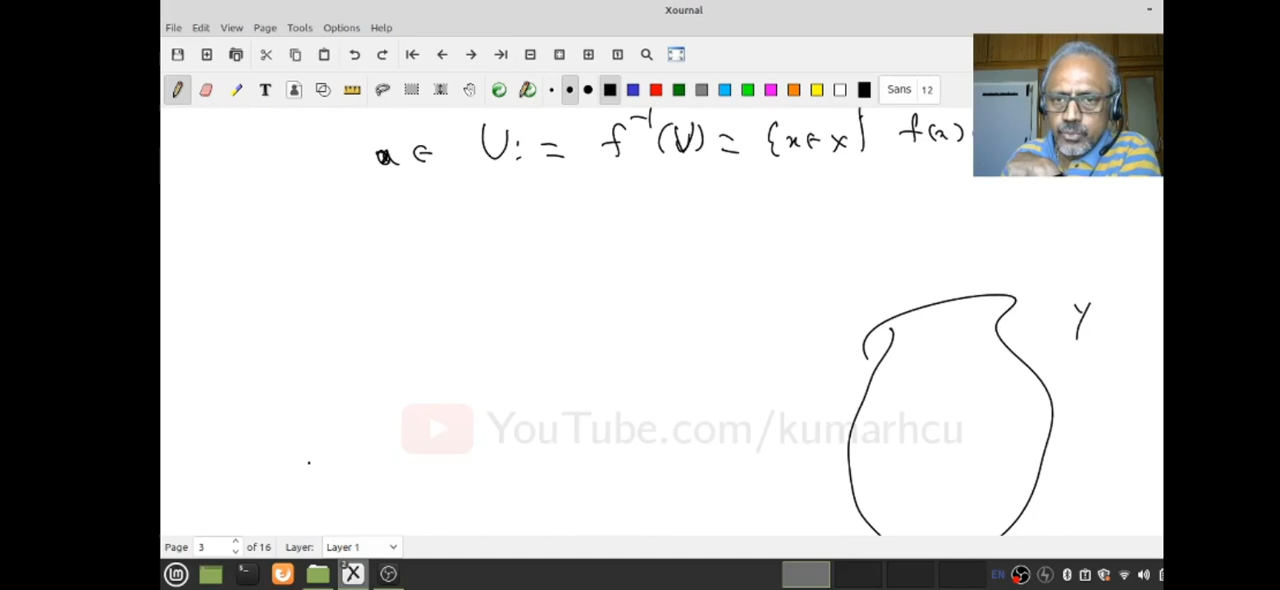 Xournal
File Edit View Page Tools Options Help
Sans 12
a ∈ U := f⁻¹(V) = {x ∈ X | f(x)
Y
YouTube.com/kumarhcu
Page 3 of 16 Layer: Layer 1
EN